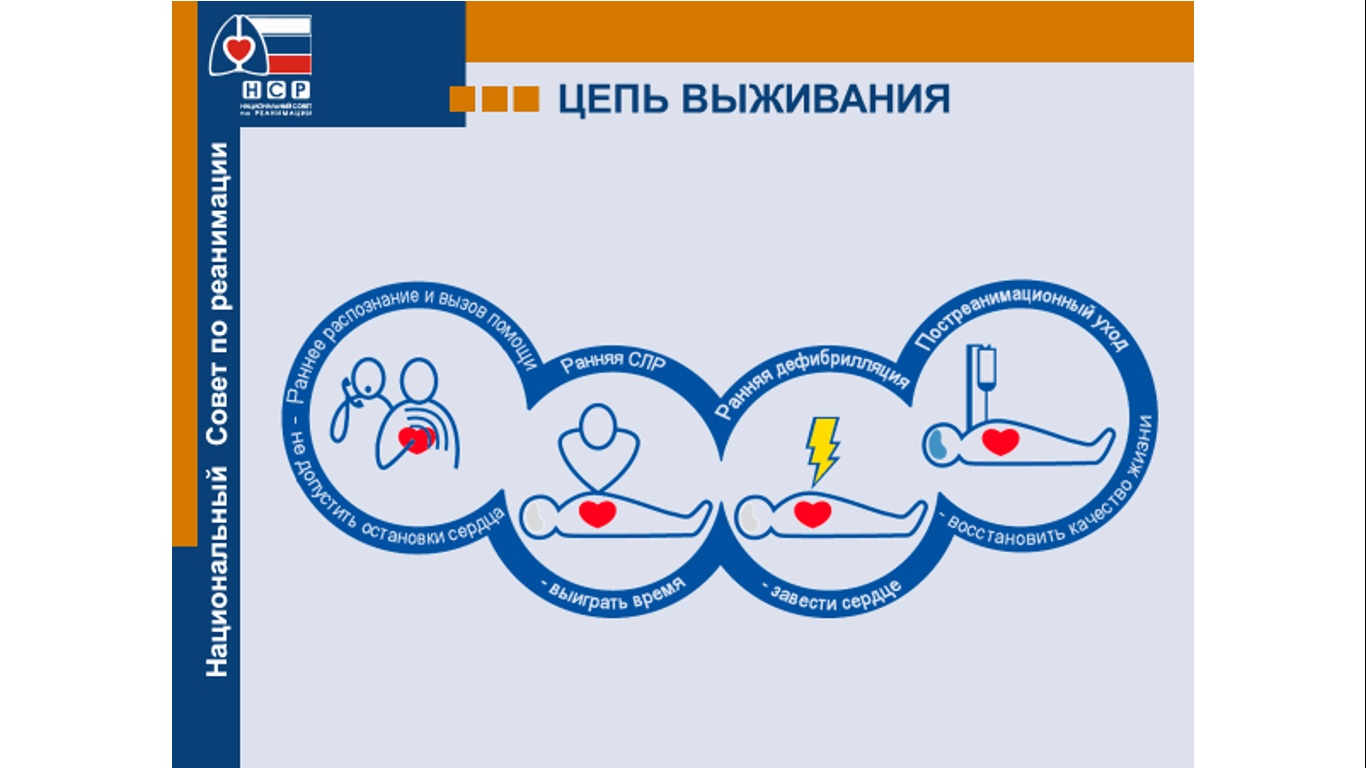 НСР
НАЦИОНАЛЬНЫЙ СОВЕТ
по РЕАНИМАЦИИ
ЦЕПЬ ВЫЖИВАНИЯ
Национальный Совет по реанимации
Раннее распознание и вызов помощи
- не допустить остановки сердца
Ранняя СЛР
- выиграть время
Ранняя дефибрилляция
- завести сердце
Постреанимационный уход
- восстановить качество жизни